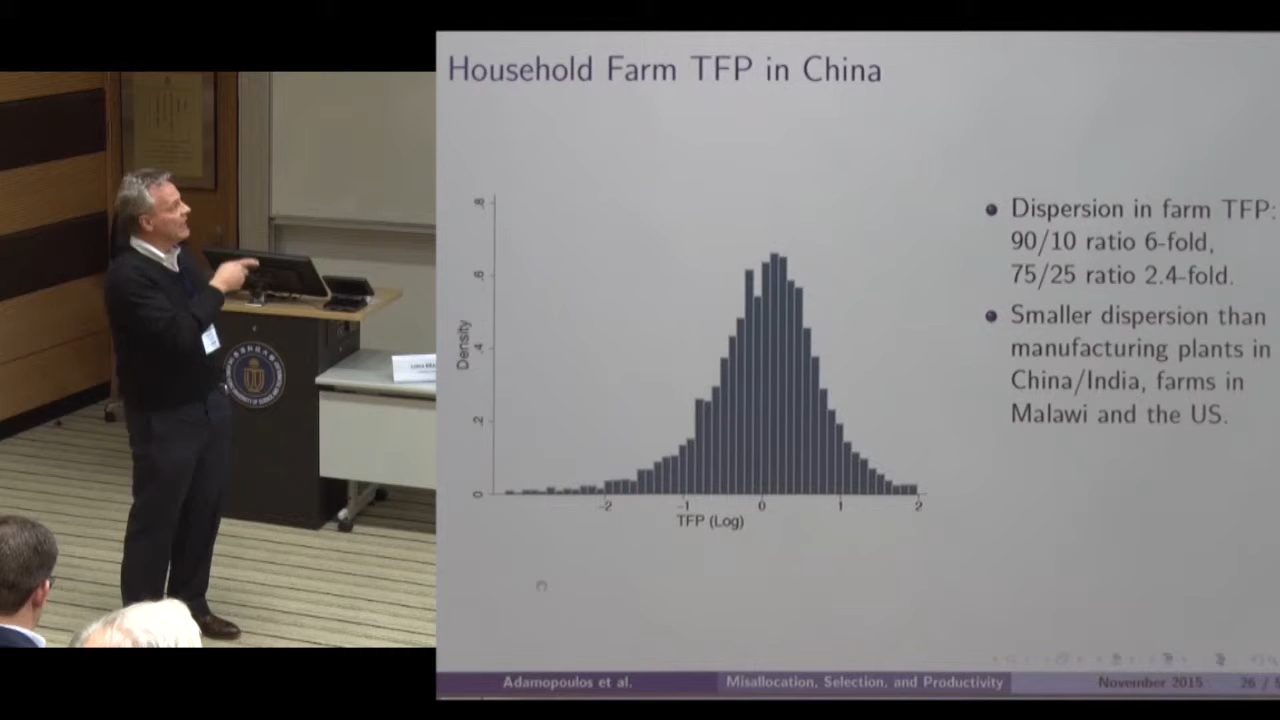 Household Farm TFP in China
Dispersion in farm TFP:
90/10 ratio 6-fold,
75/25 ratio 2.4-fold.
Smaller dispersion than
manufacturing plants in
China/India, farms in
Malawi and the US.
.8
.6
.4
.2
0
Density
-2 -1 0 1 2
TFP (Log)
Adamopoulos et al. Misallocation, Selection, and Productivity November 2015 26 /